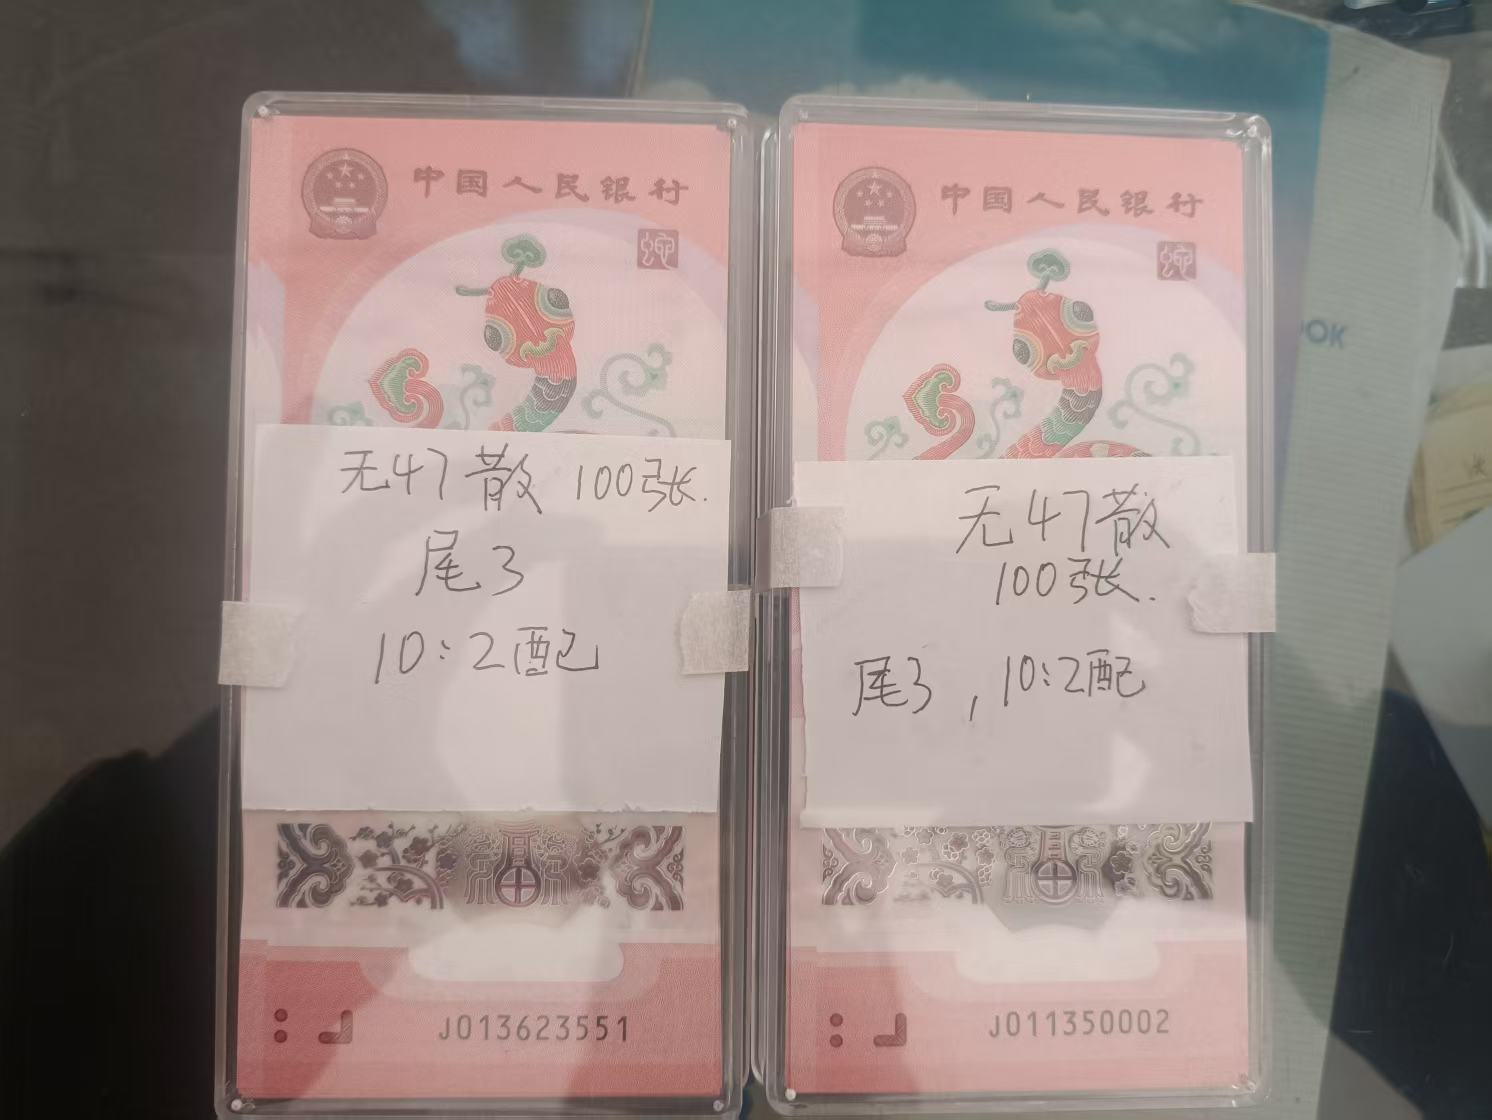 中国人民银行
无47散 100张.
尾3
10:2配
J013623551
中国人民银行
无47散
100张.
尾3，10:2配
J011350002
OK